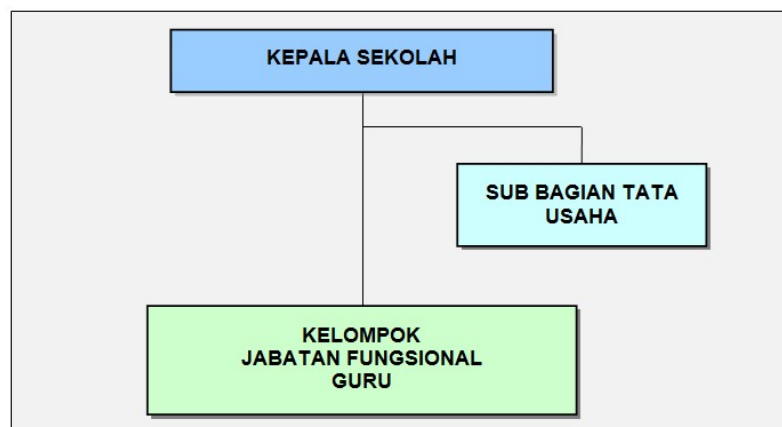 KEPALA SEKOLAH
SUB BAGIAN TATA
USAHA
KELOMPOK
JABATAN FUNGSIONAL
GURU